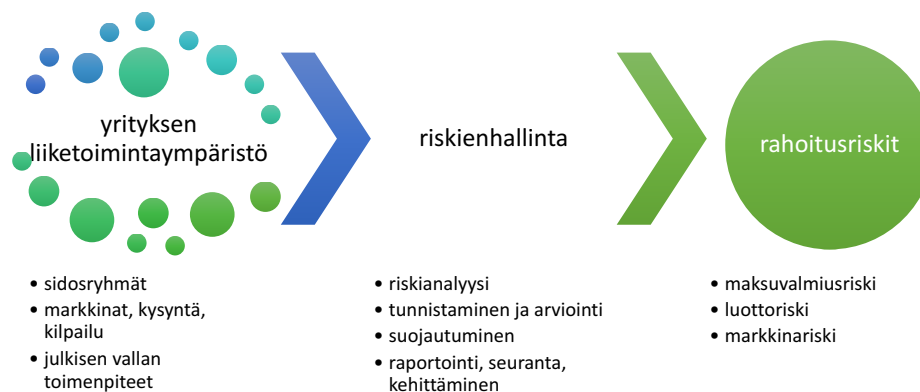 yrityksen
liiketoimintaympäristö
riskienhallinta
rahoitusriskit
• sidosryhmät
• markkinat, kysyntä,
kilpailu
• julkisen vallan
toimenpiteet
• riskianalyysi
• tunnistaminen ja arviointi
• suojautuminen
• raportointi, seuranta,
kehittäminen
• maksuvalmiusriski
• luottoriski
• markkinariski